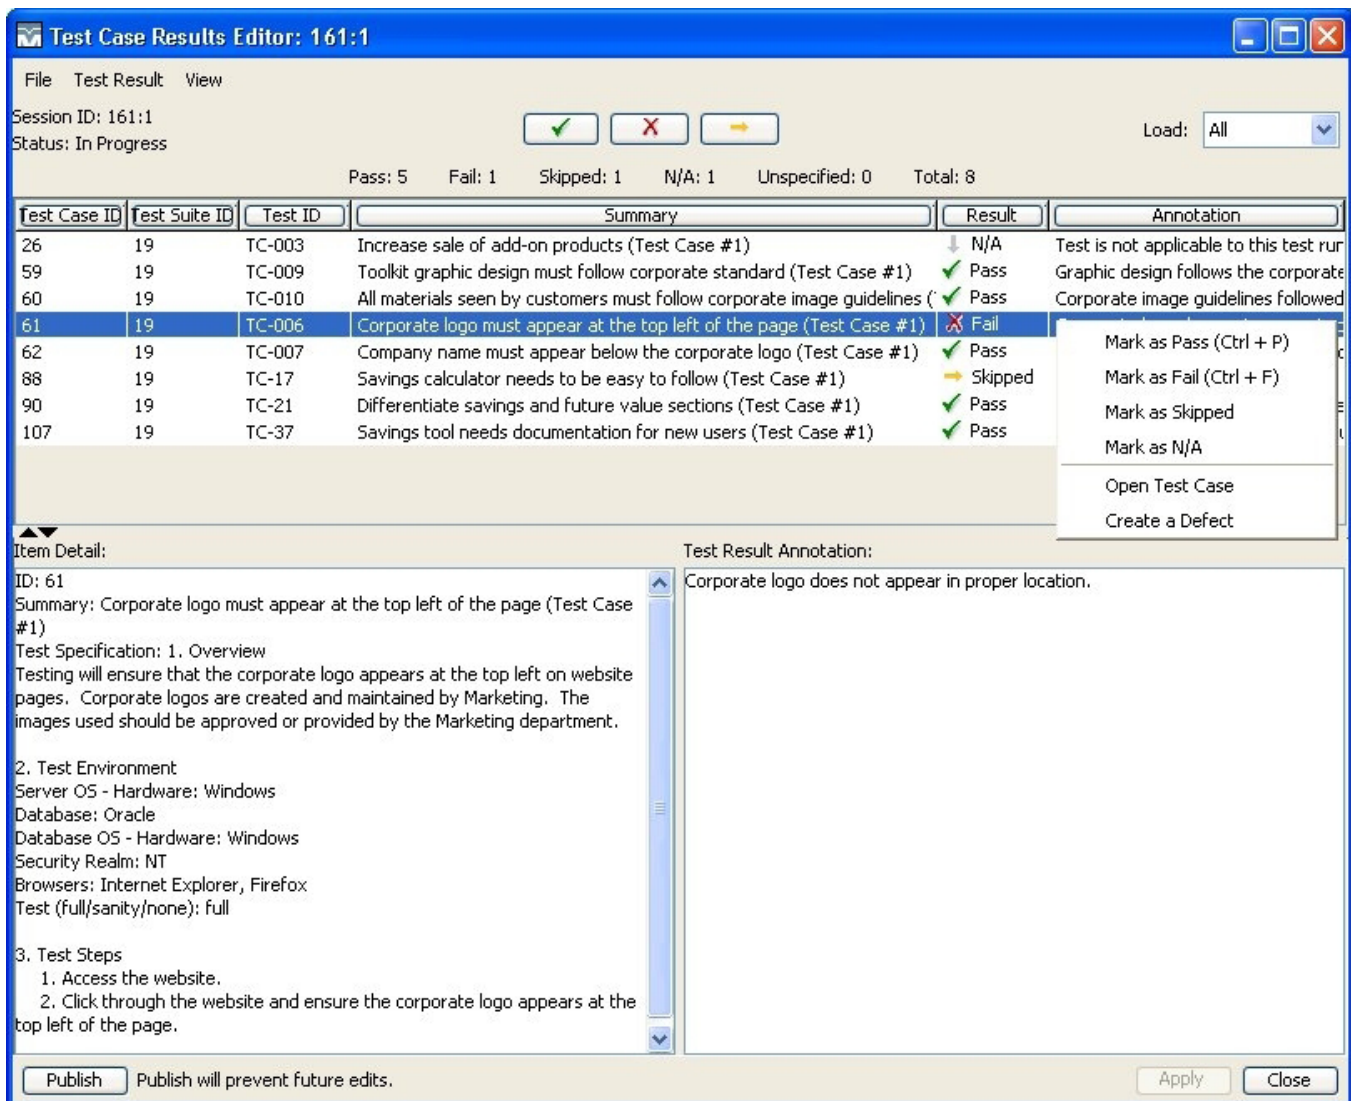 Test Case Results Editor: 161:1
File Test Result View
Session ID: 161:1
Status: In Progress
Load: All
Pass: 5 Fail: 1 Skipped: 1 N/A: 1 Unspecified: 0 Total: 8
Test Case ID Test Suite ID Test ID Summary Result Annotation
26 19 TC-003 Increase sale of add-on products (Test Case #1) N/A Test is not applicable to this test run
59 19 TC-009 Toolkit graphic design must follow corporate standard (Test Case #1) Pass Graphic design follows the corporate
60 19 TC-010 All materials seen by customers must follow corporate image guidelines ( Pass Corporate image guidelines followed
61 19 TC-006 Corporate logo must appear at the top left of the page (Test Case #1) Fail
62 19 TC-007 Company name must appear below the corporate logo (Test Case #1) Pass
88 19 TC-17 Savings calculator needs to be easy to follow (Test Case #1) Skipped
90 19 TC-21 Differentiate savings and future value sections (Test Case #1) Pass
107 19 TC-37 Savings tool needs documentation for new users (Test Case #1) Pass
Mark as Pass (Ctrl + P)
Mark as Fail (Ctrl + F)
Mark as Skipped
Mark as N/A
Open Test Case
Create a Defect
Item Detail:
ID: 61
Summary: Corporate logo must appear at the top left of the page (Test Case
#1)
Test Specification: 1. Overview
Testing will ensure that the corporate logo appears at the top left on website
pages. Corporate logos are created and maintained by Marketing. The
images used should be approved or provided by the Marketing department.
2. Test Environment
Server OS - Hardware: Windows
Database: Oracle
Database OS - Hardware: Windows
Security Realm: NT
Browsers: Internet Explorer, Firefox
Test (full/sanity/none): full
3. Test Steps
1. Access the website.
2. Click through the website and ensure the corporate logo appears at the
top left of the page.
Test Result Annotation:
Corporate logo does not appear in proper location.
Publish Publish will prevent future edits.
Apply Close